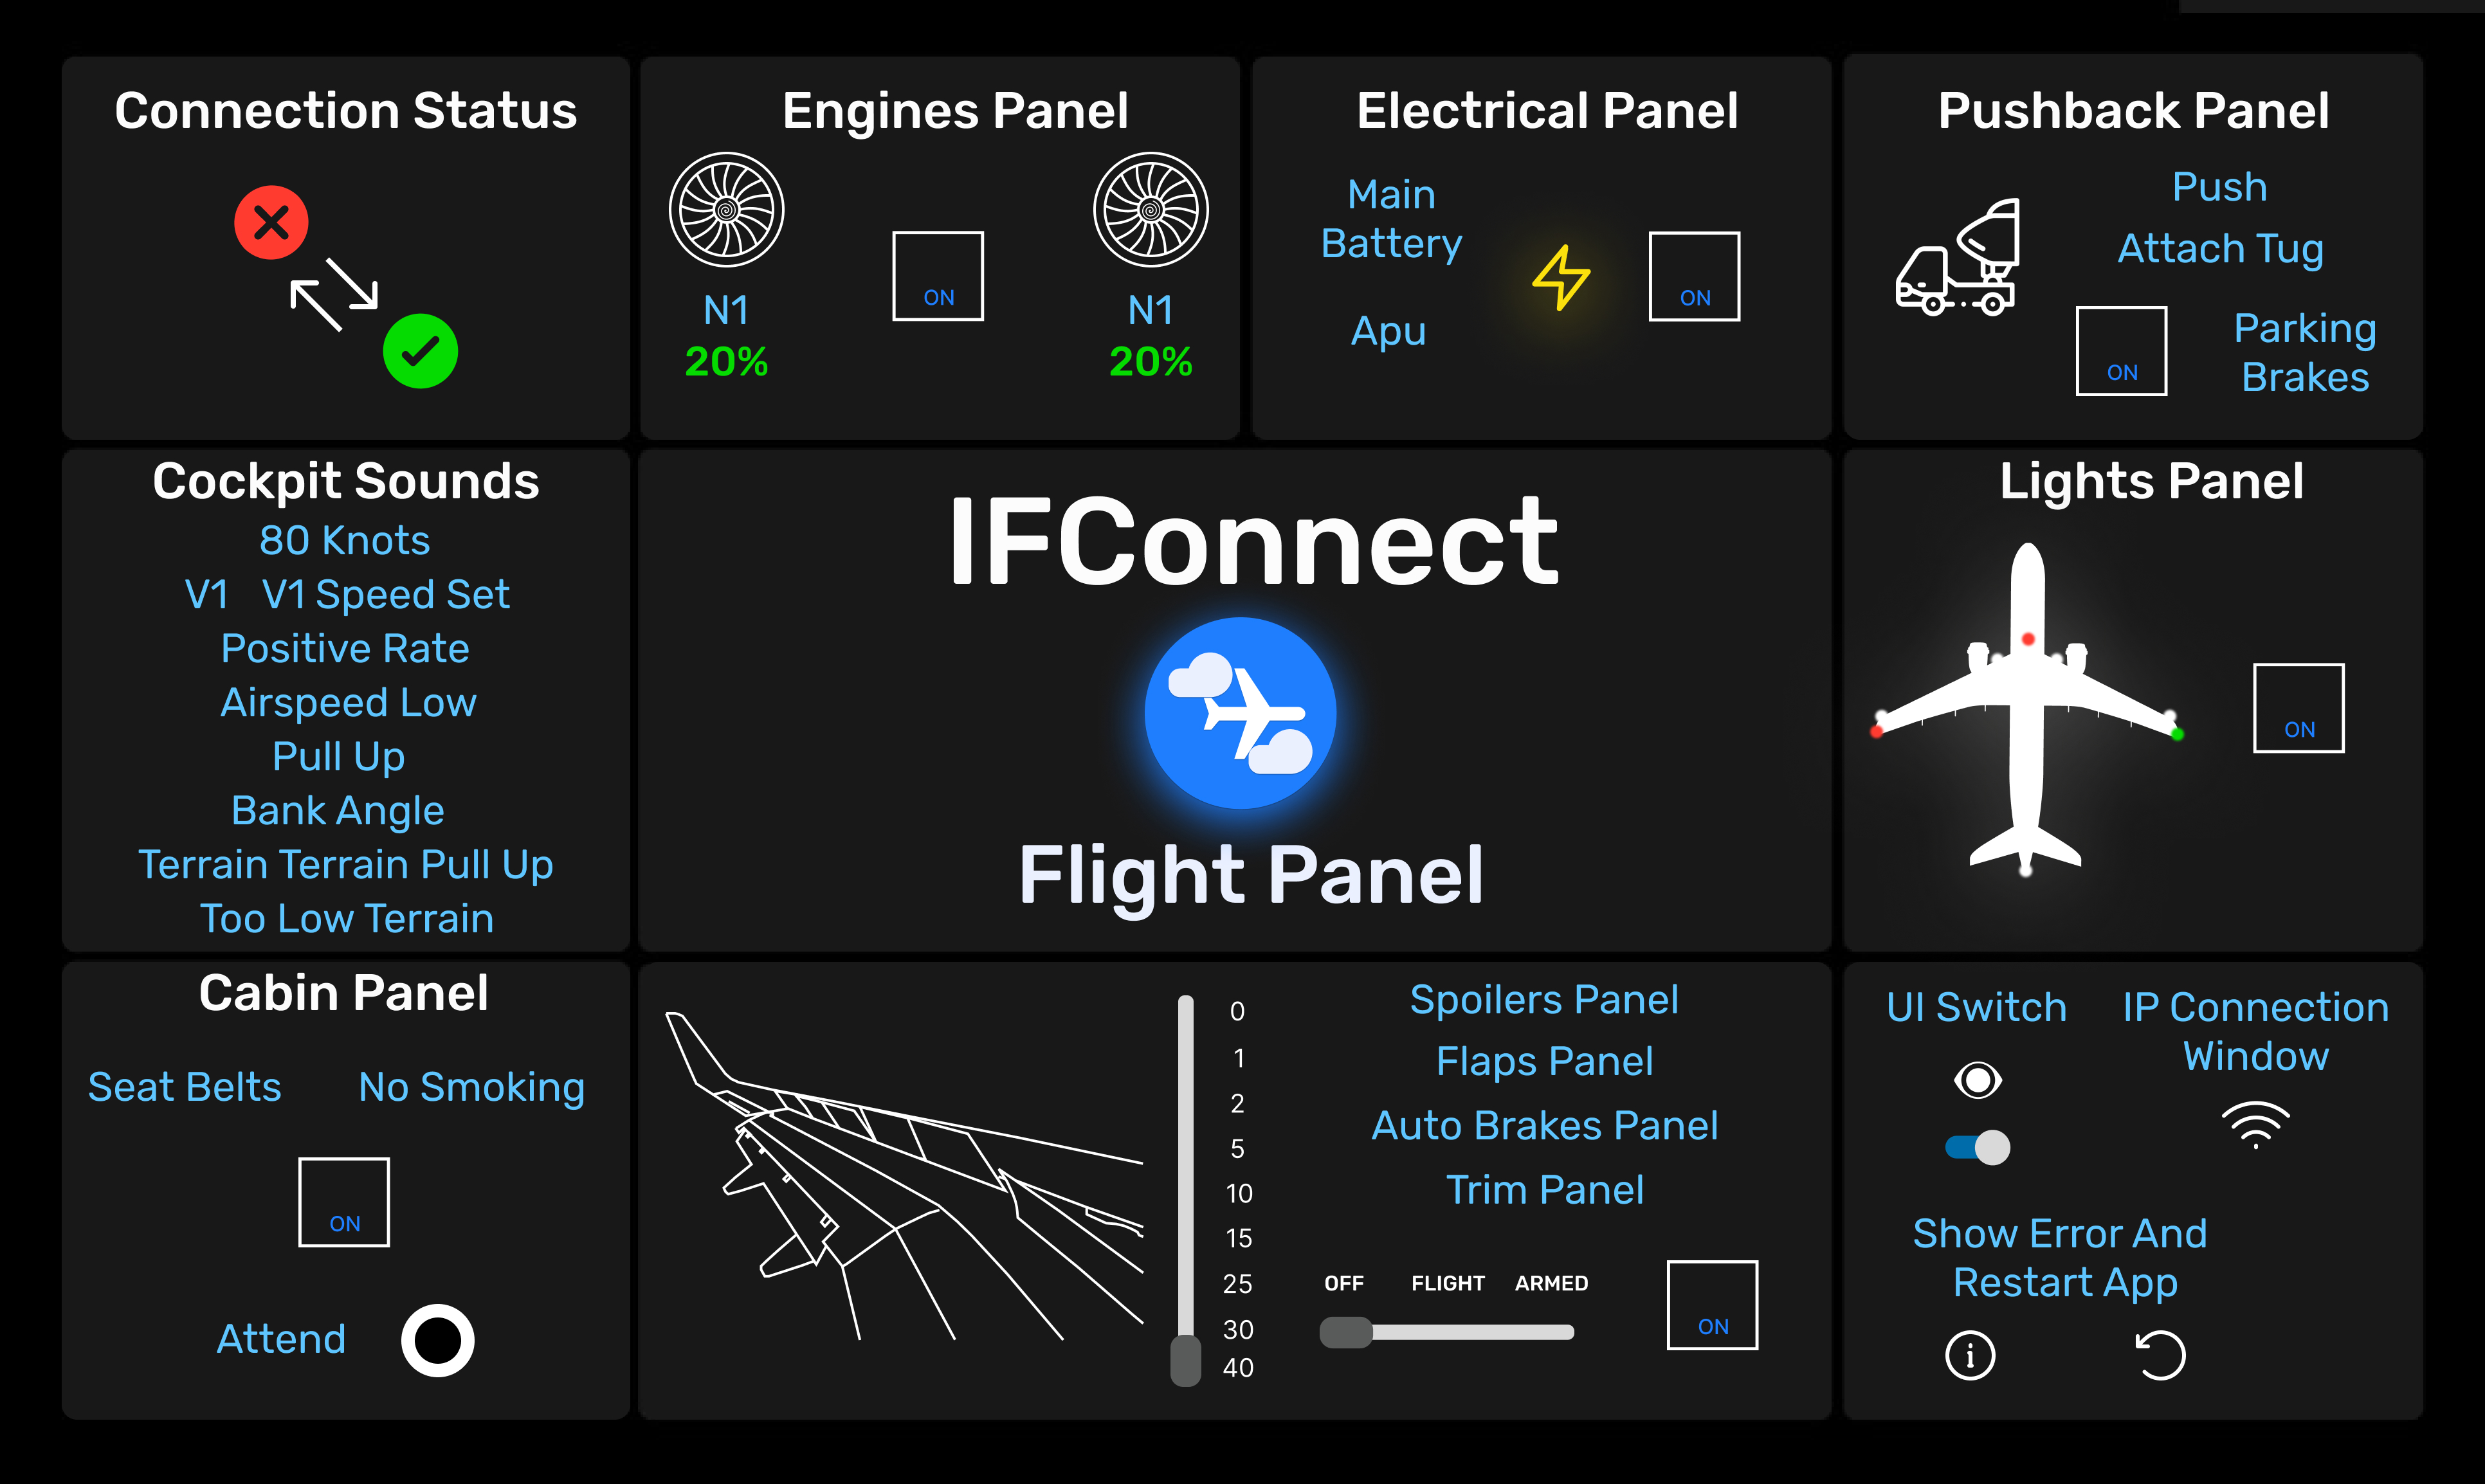 Connection Status
Engines Panel
N1
20%
ON
N1
20%
Electrical Panel
Main
Battery
Apu
ON
Pushback Panel
Push
Attach Tug
ON
Parking
Brakes
Cockpit Sounds
80 Knots
V1 V1 Speed Set
Positive Rate
Airspeed Low
Pull Up
Bank Angle
Terrain Terrain Pull Up
Too Low Terrain
IFConnect
Flight Panel
Lights Panel
ON
Cabin Panel
Seat Belts No Smoking
ON
Attend
0
1
2
5
10
15
25
30
40
Spoilers Panel
Flaps Panel
Auto Brakes Panel
Trim Panel
OFF FLIGHT ARMED
ON
UI Switch
IP Connection
Window
Show Error And
Restart App
i